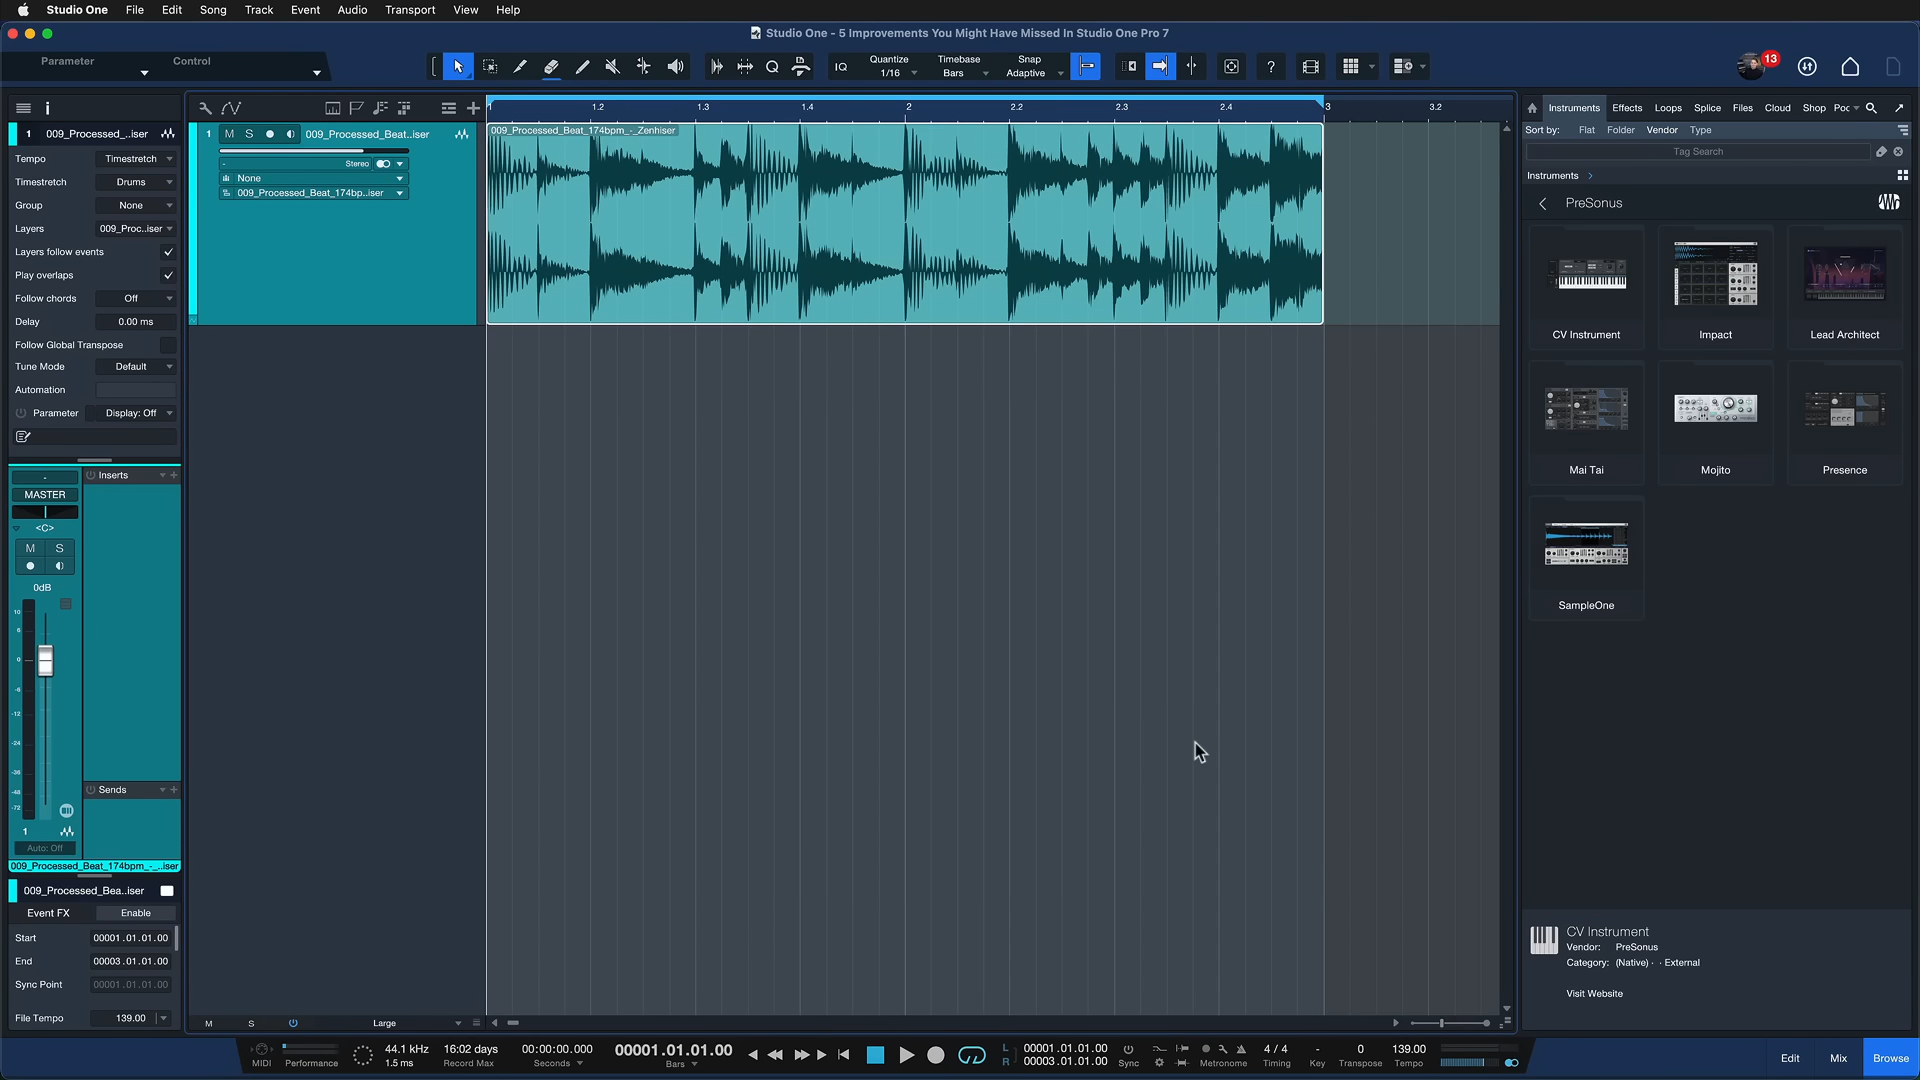 Studio One File Edit Song Track Event Audio Transport View Help
Studio One - 5 Improvements You Might Have Missed In Studio One Pro 7
Parameter Control
IQ Quantize 1/16 Timebase Bars Snap Adaptive ? 13
1 009_Processed_...iser
Tempo Timestretch
Timestretch Drums
Group None
Layers 009_Proc..iser
Layers follow events
Play overlaps
Follow chords Off
Delay 0.00 ms
Follow Global Transpose
Tune Mode Default
Automation
Parameter Display: Off
- Inserts
MASTER
<C>
M S
0dB
10
6
0
-6
-12
-24
-36
-48
-72
Sends
1
Auto: Off
009_Processed_Beat_174bpm_-_..iser
009_Processed_Bea..iser
Event FX Enable
Start 00001.01.01.00
End 00003.01.01.00
Sync Point 00001.01.01.00
File Tempo 139.00
1 M S 009_Processed_Beat..iser
- Stereo
None
009_Processed_Beat_174bp..iser
1 1.2 1.3 1.4 2 2.2 2.3 2.4 3 3.2
009_Processed_Beat_174bpm_-_Zenhiser
M S Large
Instruments Effects Loops Splice Files Cloud Shop Poc
Sort by: Flat Folder Vendor Type
Tag Search
Instruments
PreSonus
CV Instrument Impact Lead Architect
Mai Tai Mojito Presence
SampleOne
CV Instrument
Vendor: PreSonus
Category: (Native) · · External
Visit Website
MIDI Performance
44.1 kHz
1.5 ms
16:02 days
Record Max
00:00:00.000
Seconds
00001.01.01.00
Bars
L 00001.01.01.00
R 00003.01.01.00
Sync Metronome
4 / 4
Timing
-
Key
0
Transpose
139.00
Tempo
Edit Mix Browse